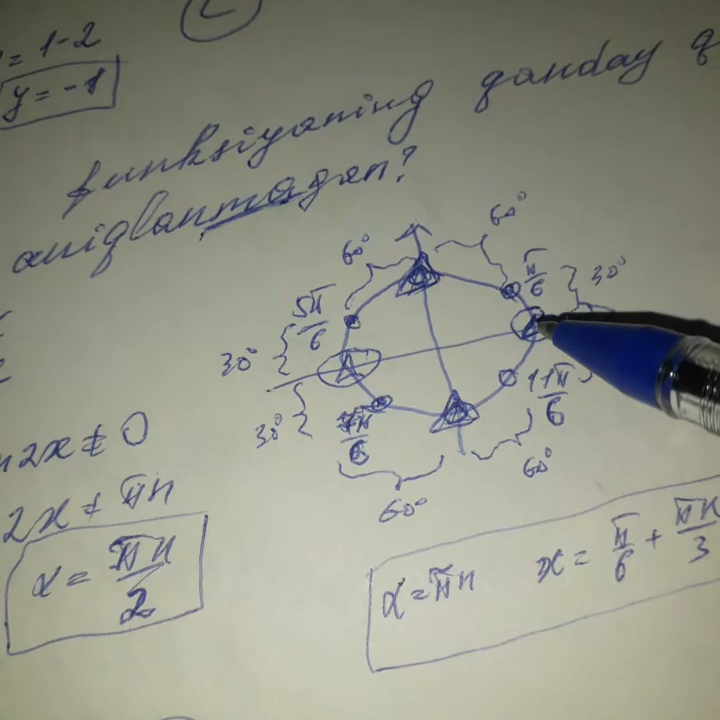 = 1-2
y = -1
funksiyaning qanday q
aniqlanmagan?
60°
60°
π/6
30°
5π/6
30°
30°
7π/6
11π/6
60°
60°
2x ≠ 0
2x ≠ πn
x = πn/2
x = πn x = π/6 + πn/3